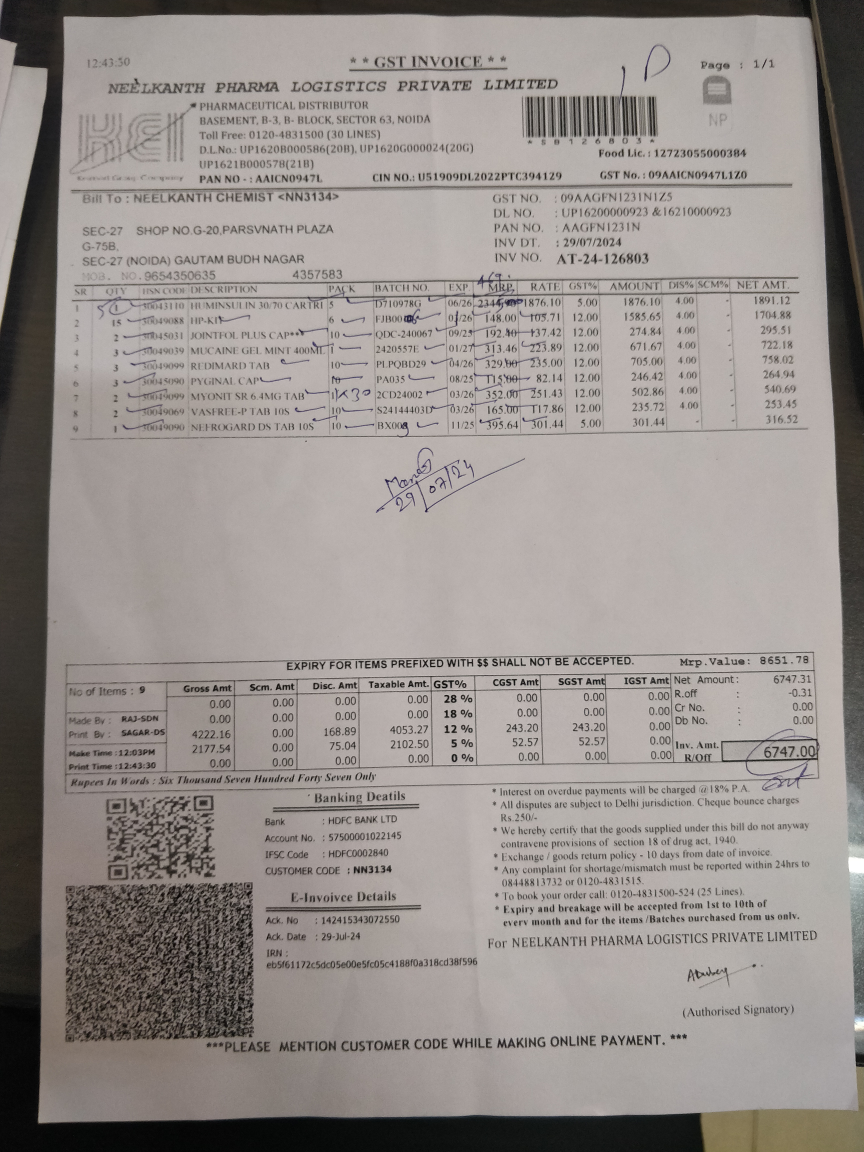 12:43:30
* * GST INVOICE * *
Page : 1/1
NEELKANTH PHARMA LOGISTICS PRIVATE LIMITED
PHARMACEUTICAL DISTRIBUTOR
BASEMENT, B-3, B- BLOCK, SECTOR 63, NOIDA
Toll Free: 0120-4831500 (30 LINES)
D.L.No.: UP1620B000586(20B), UP1620G000024(20G)
UP1621B000578(21B)
PAN NO - : AAICN0947L CIN NO.: U51909DL2022PTC394129
NP
Food Lic. : 12723055000384
GST No. : 09AAICN0947L1Z0
Bill To : NEELKANTH CHEMIST <NN3134>
SEC-27 SHOP NO.G-20,PARSVNATH PLAZA
G-75B,
SEC-27 (NOIDA) GAUTAM BUDH NAGAR
MOB. NO. 9654350635 4357583
GST NO. : 09AAGFN1231N1Z5
DL NO. : UP16200000923 &16210000923
PAN NO. : AAGFN1231N
INV DT. : 29/07/2024
INV NO. AT-24-126803
469.
SR QTY HSN CODE DESCRIPTION PACK BATCH NO. EXP. MRP. RATE GST% AMOUNT DIS% SCM% NET AMT.
1 30043110 HUMINSULIN 30/70 CARTRI 5 D710978G 06/26 1876.10 5.00 1876.10 4.00 - 1891.12
2 15 30049088 HP-KIT 6 148.00 105.71 12.00 1585.65 4.00 - 1704.88
3 2 30045031 JOINTFOL PLUS CAP** 10 QDC-240067 09/25 192.40 137.42 12.00 274.84 4.00 - 295.51
4 3 30049039 MUCAINE GEL MINT 400ML 1 2420557E 01/27 313.46 223.89 12.00 671.67 4.00 - 722.18
5 3 30049099 REDIMARD TAB 10 PLPQBD29 04/26 329.00 235.00 12.00 705.00 4.00 - 758.02
6 3 30045090 PYGINAL CAP 10 PA035 08/25 115.00 82.14 12.00 246.42 4.00 - 264.94
7 2 30049099 MYONIT SR 6.4MG TAB 1X30 2CD24002 03/26 352.00 251.43 12.00 502.86 4.00 - 540.69
8 2 30049069 VASFREE-P TAB 10S 10 S24144403D 03/26 165.00 117.86 12.00 235.72 4.00 - 253.45
9 1 30049090 NEFROGARD DS TAB 10S 10 11/25 395.64 301.44 5.00 301.44 - - 316.52
29/07/24
EXPIRY FOR ITEMS PREFIXED WITH $$ SHALL NOT BE ACCEPTED. Mrp.Value: 8651.78
No of Items : 9
Made By : RAJ-SDN
Print By : SAGAR-DS
Make Time :12:03PM
Print Time :12:43:30
Gross Amt Scm. Amt Disc. Amt Taxable Amt. GST% CGST Amt SGST Amt IGST Amt
0.00 0.00 0.00 0.00 28 % 0.00 0.00 0.00
0.00 0.00 0.00 0.00 18 % 0.00 0.00 0.00
4222.16 0.00 168.89 4053.27 12 % 243.20 243.20 0.00
2177.54 0.00 75.04 2102.50 5 % 52.57 52.57 0.00
0.00 0.00 0.00 0.00 0 % 0.00 0.00 0.00
Net Amount: 6747.31
R.off : -0.31
Cr No. : 0.00
Db No. : 0.00
Inv. Amt. R/Off 6747.00
Rupees In Words : Six Thousand Seven Hundred Forty Seven Only
Banking Deatils
Bank : HDFC BANK LTD
Account No. : 57500001022145
IFSC Code : HDFC0002840
CUSTOMER CODE : NN3134
E-Invoivce Details
Ack. No : 142415343072550
Ack. Date : 29-Jul-24
IRN :
eb5f61172c5dc05e00e5fc05c4188f0a318cd38f596
* Interest on overdue payments will be charged @18% P.A.
* All disputes are subject to Delhi jurisdiction. Cheque bounce charges
Rs.250/-
* We hereby certify that the goods supplied under this bill do not anyway
contravene provisions of section 18 of drug act, 1940.
* Exchange / goods return policy - 10 days from date of invoice.
* Any complaint for shortage/mismatch must be reported within 24hrs to
08448813732 or 0120-4831515.
* To book your order call: 0120-4831500-524 (25 Lines).
* Expiry and breakage will be accepted from 1st to 10th of
every month and for the items /Batches purchased from us only.
For NEELKANTH PHARMA LOGISTICS PRIVATE LIMITED
(Authorised Signatory)
***PLEASE MENTION CUSTOMER CODE WHILE MAKING ONLINE PAYMENT. ***